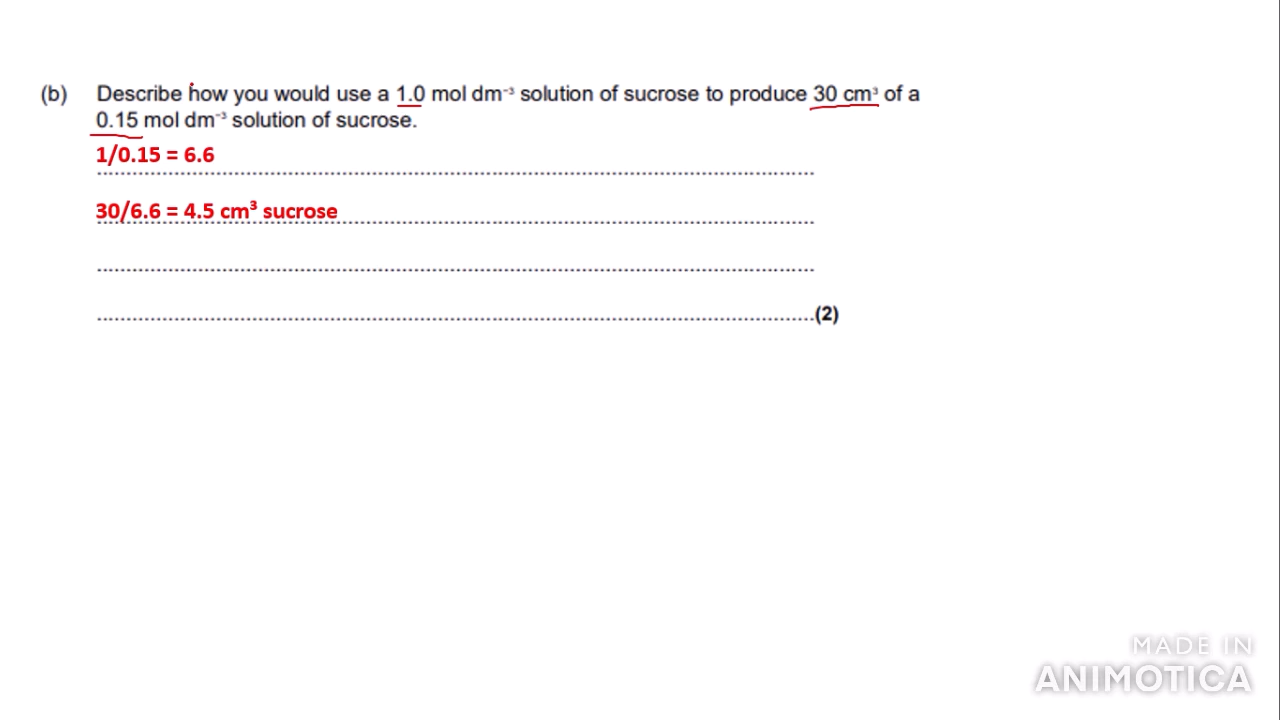 (b) Describe how you would use a 1.0 mol dm⁻³ solution of sucrose to produce 30 cm³ of a
0.15 mol dm⁻³ solution of sucrose.
1/0.15 = 6.6
30/6.6 = 4.5 cm³ sucrose
(2)
MADE IN
ANIMOTICA